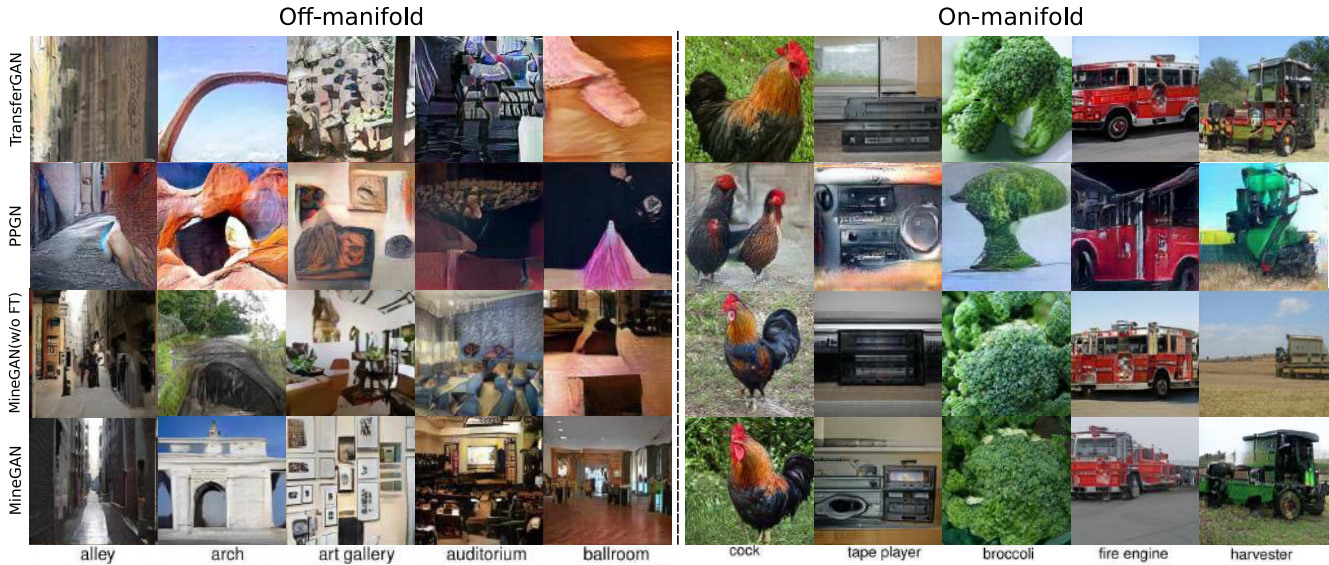 Off-manifold
On-manifold
TransferGAN
PPGN
MineGAN(w/o FT)
MineGAN
alley
arch
art gallery
auditorium
ballroom
cock
tape player
broccoli
fire engine
harvester